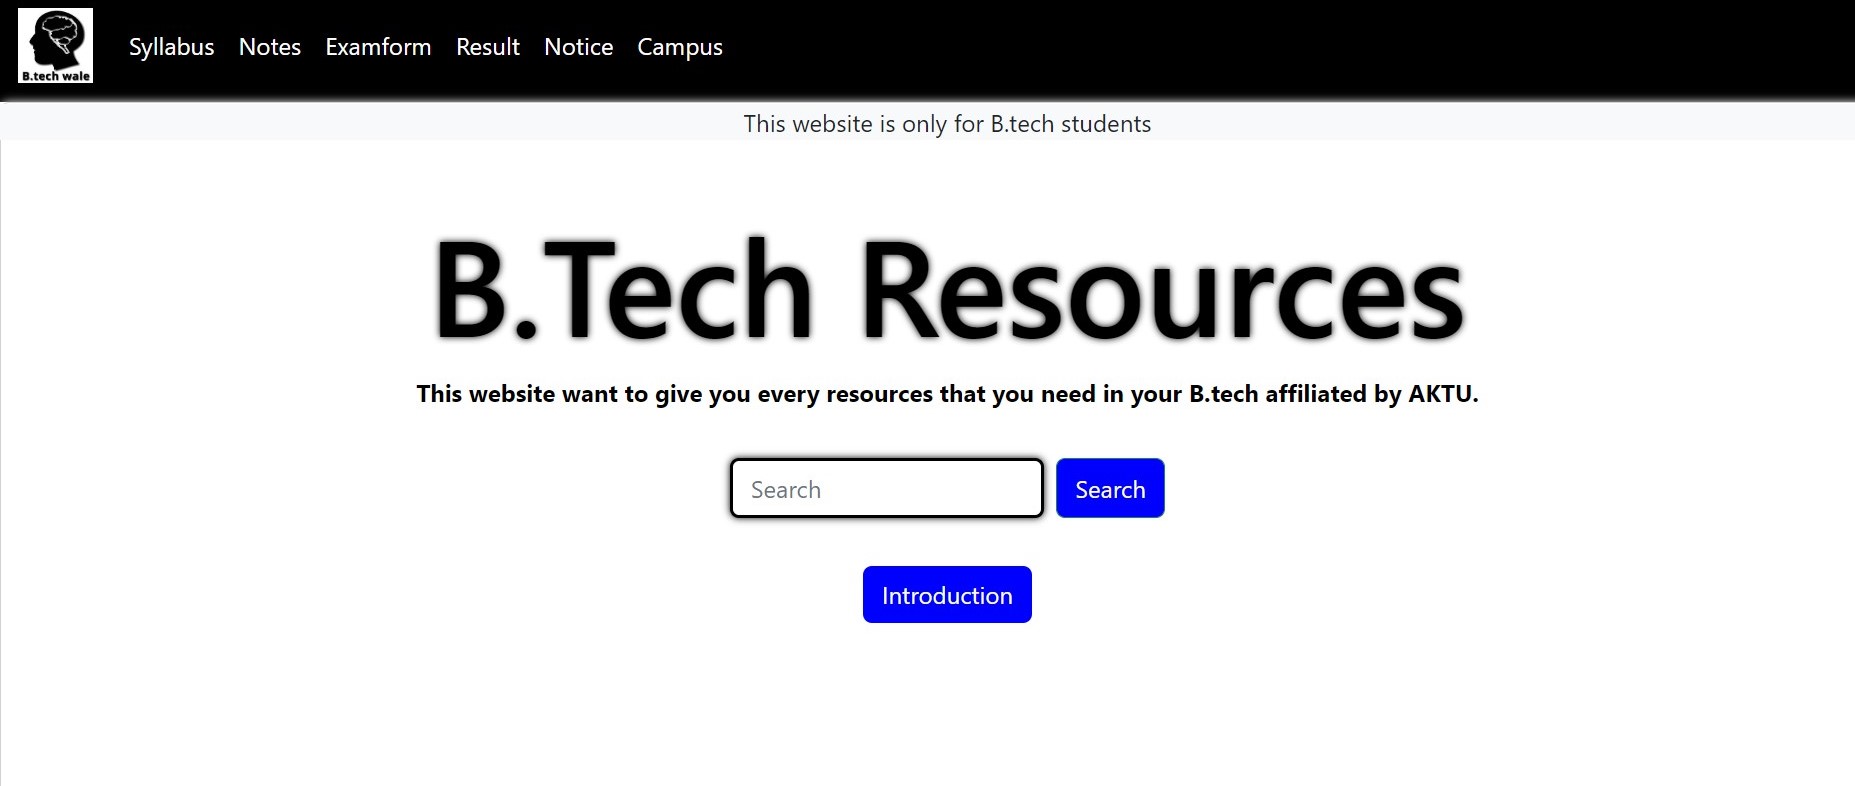 B.tech wale
Syllabus Notes Examform Result Notice Campus
This website is only for B.tech students
B.Tech Resources
This website want to give you every resources that you need in your B.tech affiliated by AKTU.
Search Search
Introduction